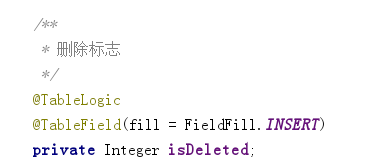 /**
* 删除标志
*/
@TableLogic
@TableField(fill = FieldFill.INSERT)
private Integer isDeleted;